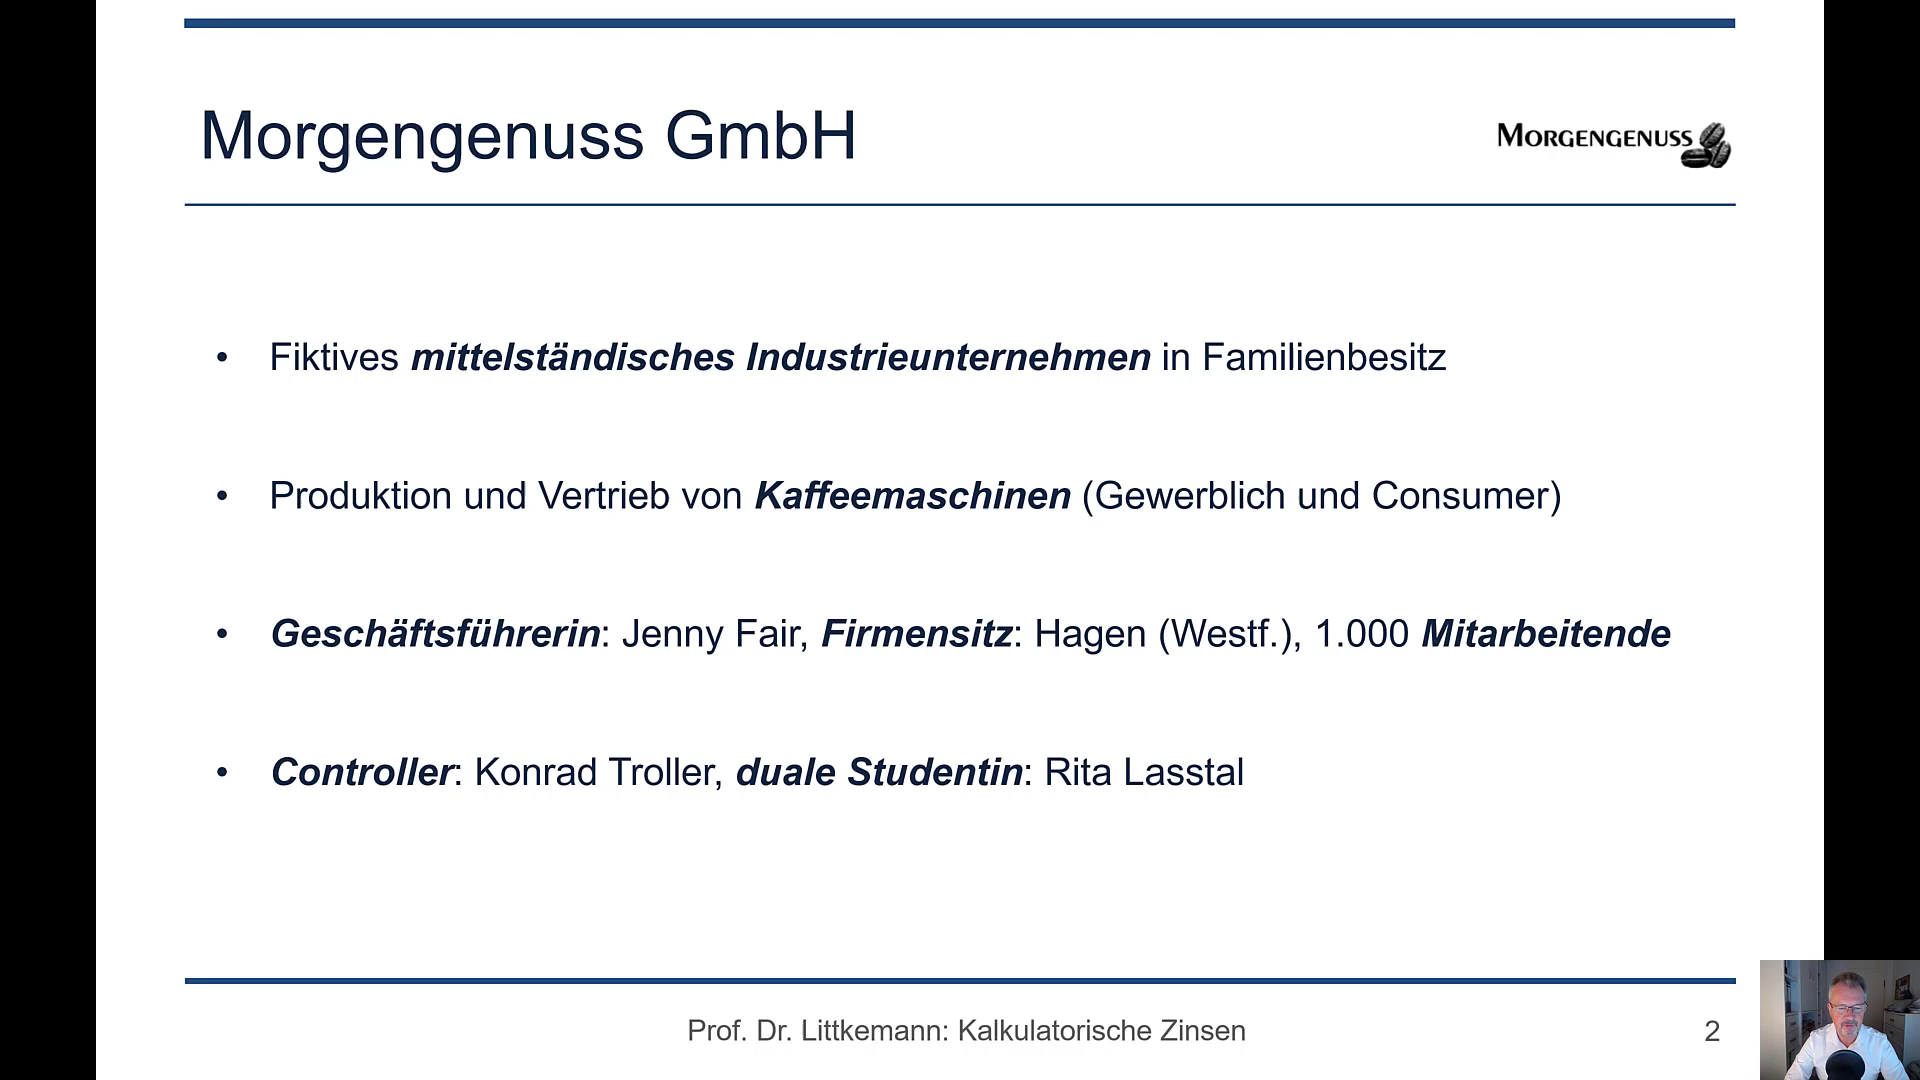 Morgengenuss GmbH
MORGENGENUSS
• Fiktives mittelständisches Industrieunternehmen in Familienbesitz
• Produktion und Vertrieb von Kaffeemaschinen (Gewerblich und Consumer)
• Geschäftsführerin: Jenny Fair, Firmensitz: Hagen (Westf.), 1.000 Mitarbeitende
• Controller: Konrad Troller, duale Studentin: Rita Lasstal
Prof. Dr. Littkemann: Kalkulatorische Zinsen
2